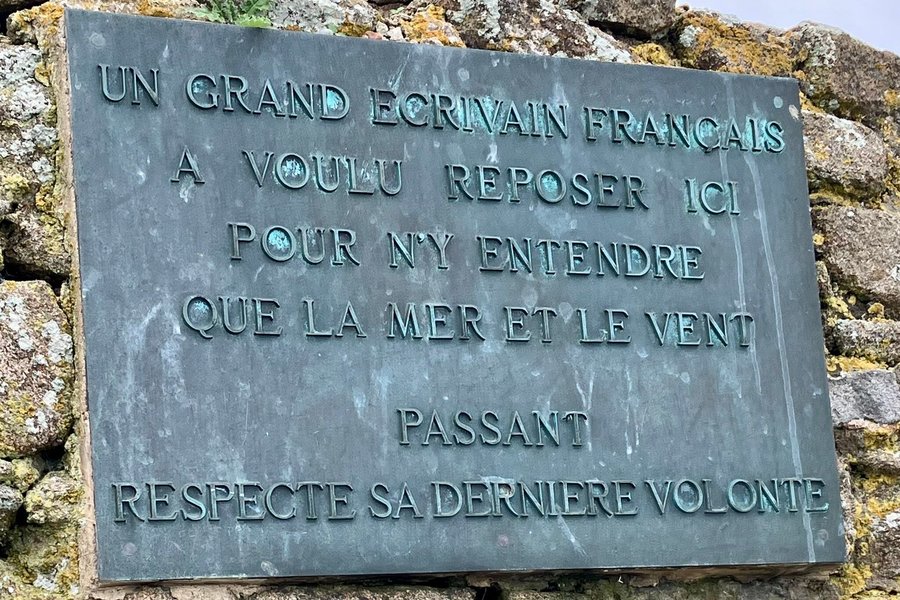 UN GRAND ECRIVAIN FRANÇAIS
A VOULU REPOSER ICI
POUR N'Y ENTENDRE
QUE LA MER ET LE VENT
PASSANT
RESPECTE SA DERNIERE VOLONTE